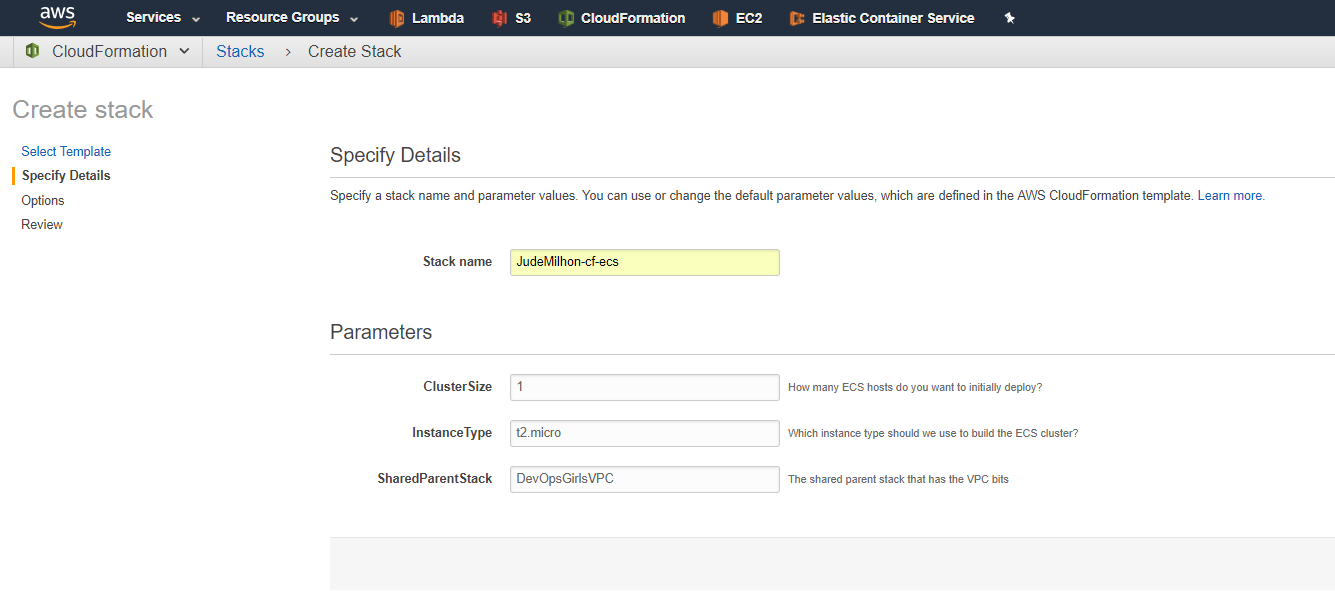 aws Services Resource Groups Lambda S3 CloudFormation EC2 Elastic Container Service
CloudFormation Stacks > Create Stack
Create stack
Select Template
Specify Details
Options
Review
Specify Details
Specify a stack name and parameter values. You can use or change the default parameter values, which are defined in the AWS CloudFormation template. Learn more.
Stack name JudeMilhon-cf-ecs
Parameters
ClusterSize 1 How many ECS hosts do you want to initially deploy?
InstanceType t2.micro Which instance type should we use to build the ECS cluster?
SharedParentStack DevOpsGirlsVPC The shared parent stack that has the VPC bits